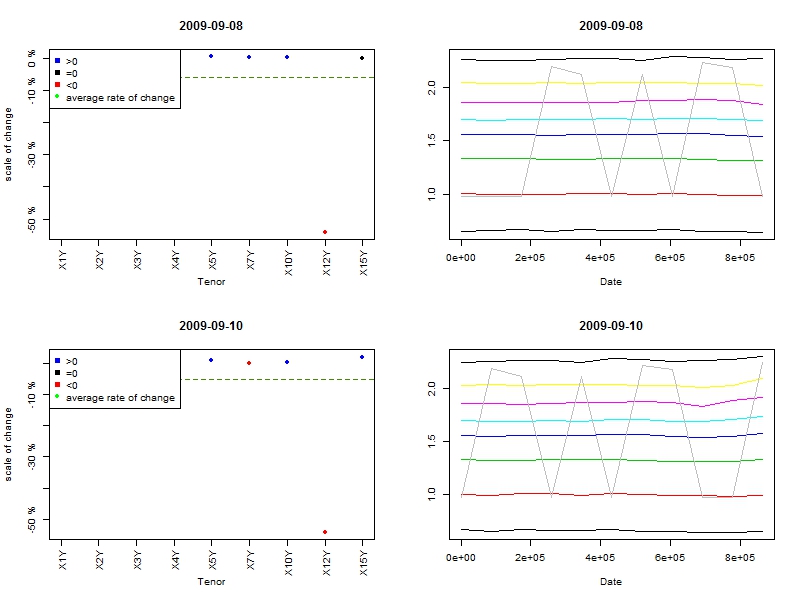 2009-09-08
scale of change
0 %
-10 %
-30 %
-50 %
>0
=0
<0
average rate of change
X1Y
X2Y
X3Y
X4Y
X5Y
X7Y
X10Y
X12Y
X15Y
Tenor
2009-09-08
2.0
1.5
1.0
0e+00
2e+05
4e+05
6e+05
8e+05
Date
2009-09-10
scale of change
-10 %
-30 %
-50 %
>0
=0
<0
average rate of change
X1Y
X2Y
X3Y
X4Y
X5Y
X7Y
X10Y
X12Y
X15Y
Tenor
2009-09-10
2.0
1.5
1.0
0e+00
2e+05
4e+05
6e+05
8e+05
Date